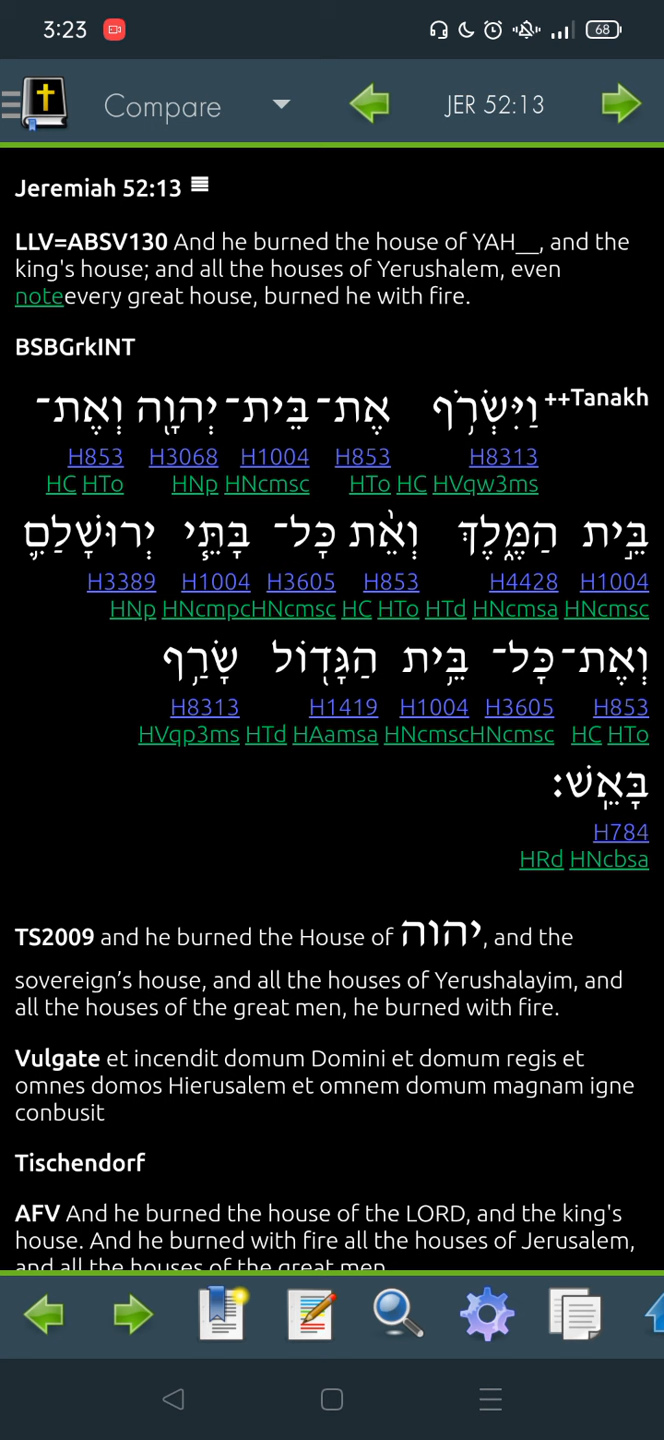 3:23
68
Compare
JER 52:13
Jeremiah 52:13
LLV=ABSV130 And he burned the house of YAH__, and the
king's house; and all the houses of Yerushalem, even
noteevery great house, burned he with fire.
BSBGrkINT
++Tanakh וַיִּשְׂרֹ֥ף אֶת־ בֵּית־ יְהוָ֖ה וְאֶת־
H853 H3068 H1004 H853 H8313
HC HTo HNp HNcmsc HTo HC HVqw3ms
בֵּ֣ית הַמֶּ֑לֶךְ וְאֵ֨ת כָּל־ בָּתֵּ֧י יְרוּשָׁלִַ֛ם
H3389 H1004 H3605 H853 H4428 H1004
HNp HNcmpcHNcmsc HC HTo HTd HNcmsa HNcmsc
וְאֶת־ כָּל־ בֵּ֥ית הַגָּד֖וֹל שָׂרַ֥ף
H8313 H1419 H1004 H3605 H853
HVqp3ms HTd HAamsa HNcmscHNcmsc HC HTo
בָּאֵֽשׁ׃
H784
HRd HNcbsa
TS2009 and he burned the House of יהוה, and the
sovereign’s house, and all the houses of Yerushalayim, and
all the houses of the great men, he burned with fire.
Vulgate et incendit domum Domini et domum regis et
omnes domos Hierusalem et omnem domum magnam igne
conbusit
Tischendorf
AFV And he burned the house of the LORD, and the king's
house. And he burned with fire all the houses of Jerusalem,
and all the houses of the great men